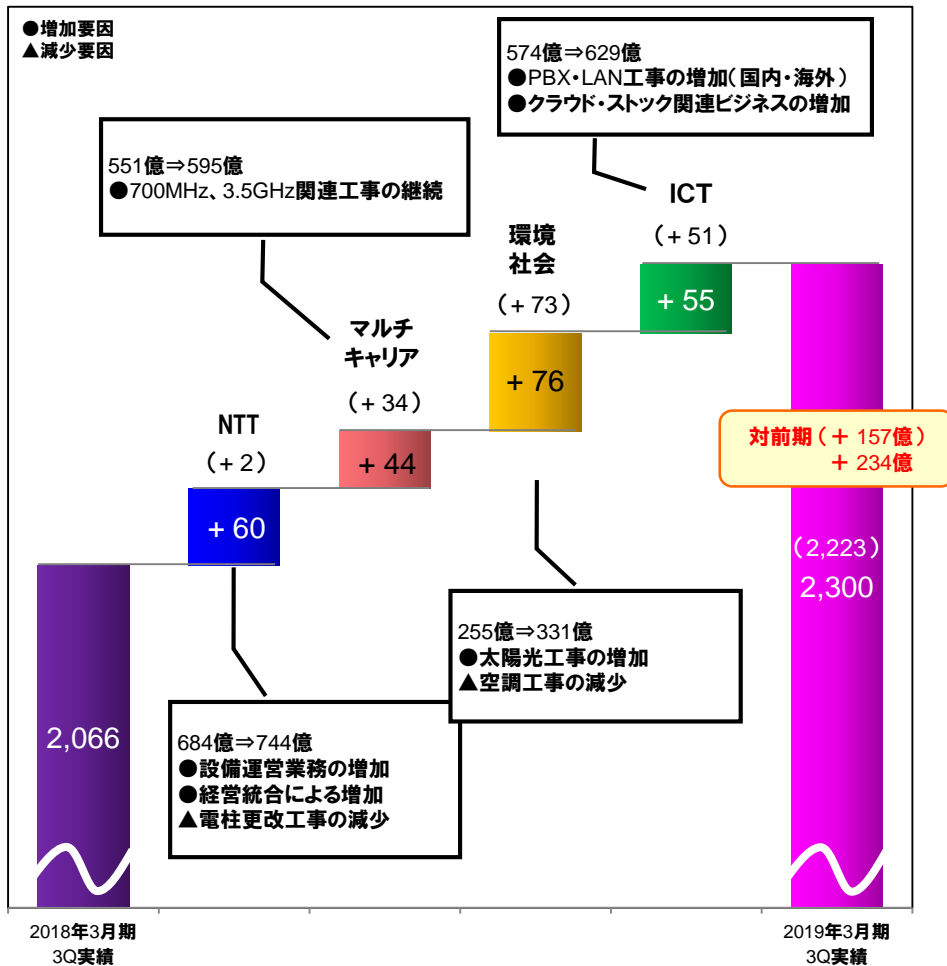 ●増加要因
▲減少要因
574億⇒629億
●PBX・LAN工事の増加（国内・海外）
●クラウド・ストック関連ビジネスの増加
551億⇒595億
●700MHz、3.5GHz関連工事の継続
ICT
（+ 51）
+ 55
環境
社会
（+ 73）
+ 76
マルチ
キャリア
（+ 34）
+ 44
NTT
（+ 2）
+ 60
対前期（＋ 157億）
＋ 234億
（2,223）
2,300
2,066
255億⇒331億
●太陽光工事の増加
▲空調工事の減少
684億⇒744億
●設備運営業務の増加
●経営統合による増加
▲電柱更改工事の減少
2018年3月期
3Q実績
2019年3月期
3Q実績